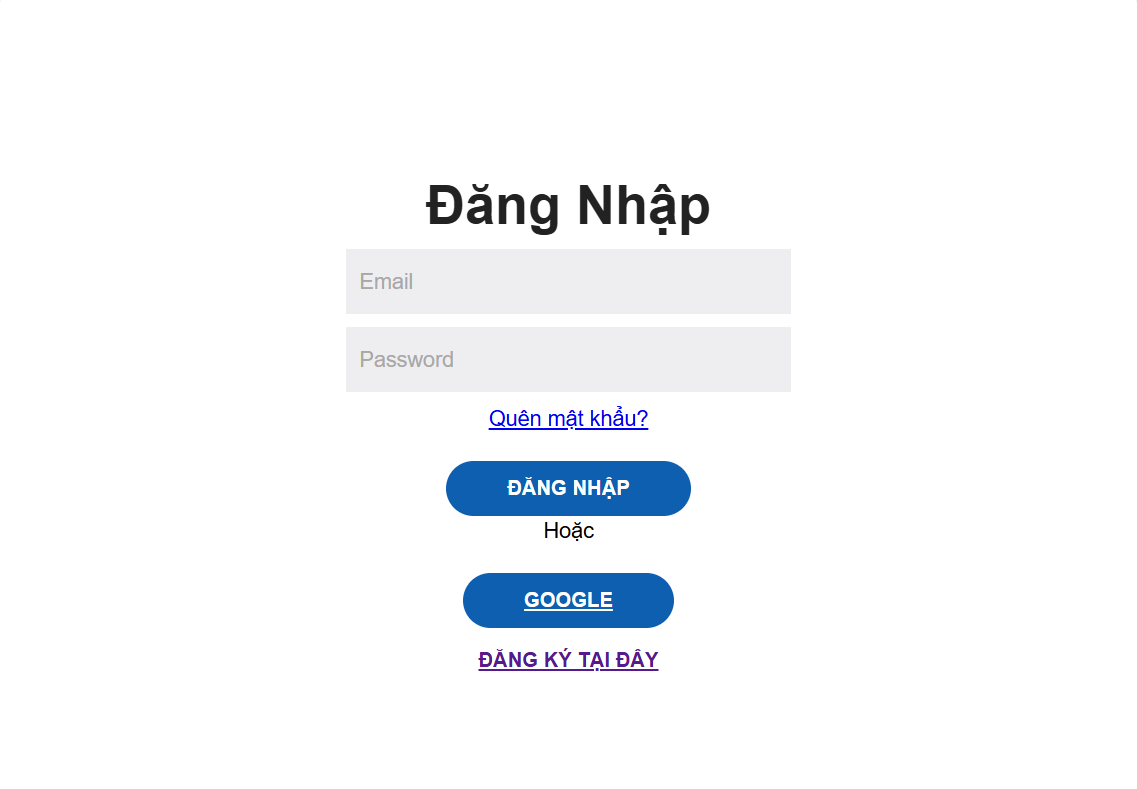 Đăng Nhập
Email
Password
Quên mật khẩu?
ĐĂNG NHẬP
Hoặc
GOOGLE
ĐĂNG KÝ TẠI ĐÂY